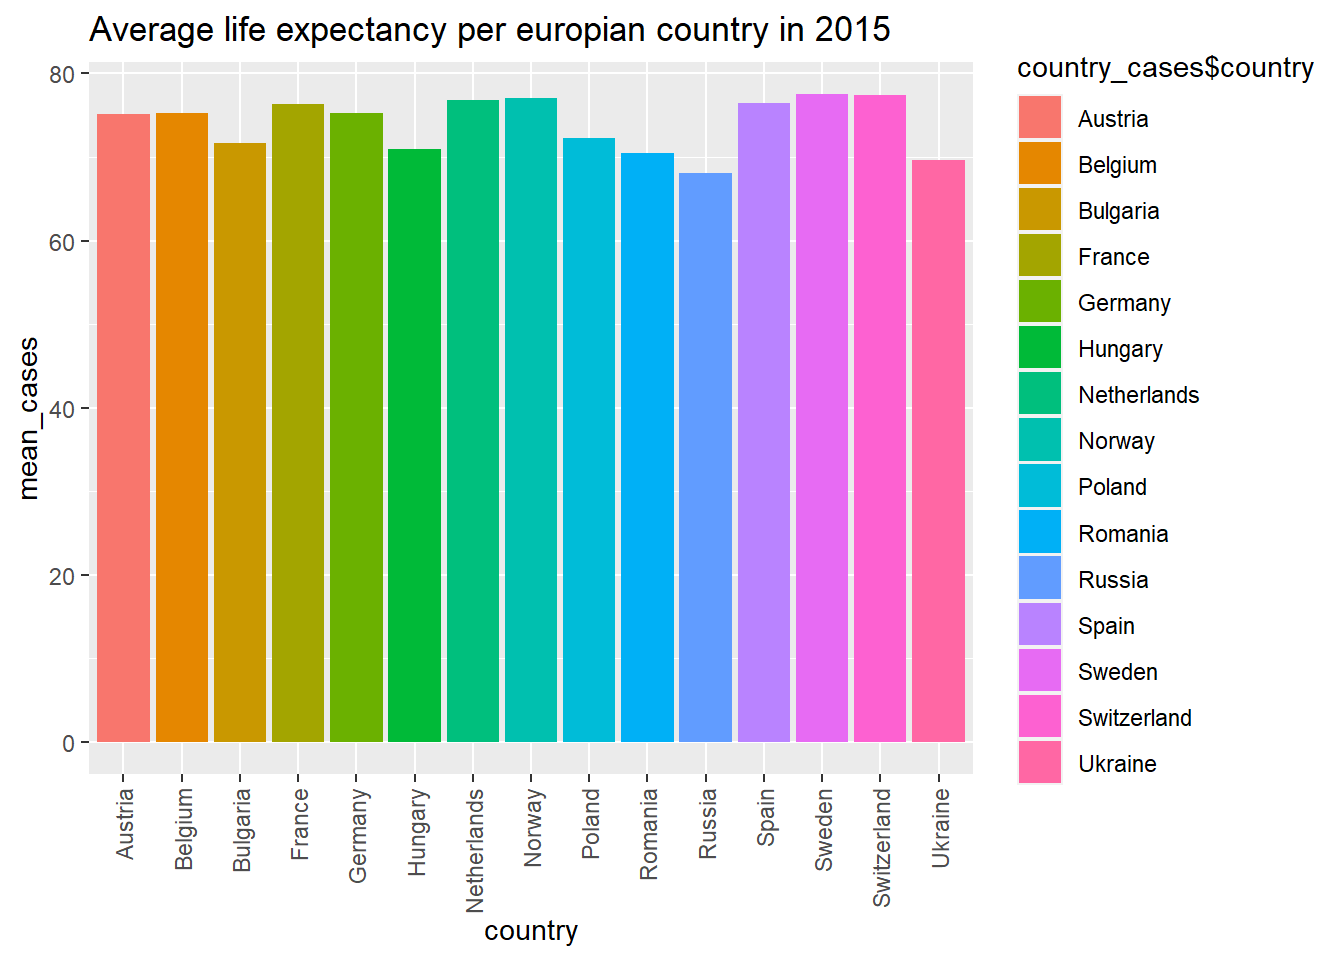 Average life expectancy per europian country in 2015
mean_cases
80
60
40
20
0
Austria
Belgium
Bulgaria
France
Germany
Hungary
Netherlands
Norway
Poland
Romania
Russia
Spain
Sweden
Switzerland
Ukraine
country
country_cases$country
Austria
Belgium
Bulgaria
France
Germany
Hungary
Netherlands
Norway
Poland
Romania
Russia
Spain
Sweden
Switzerland
Ukraine